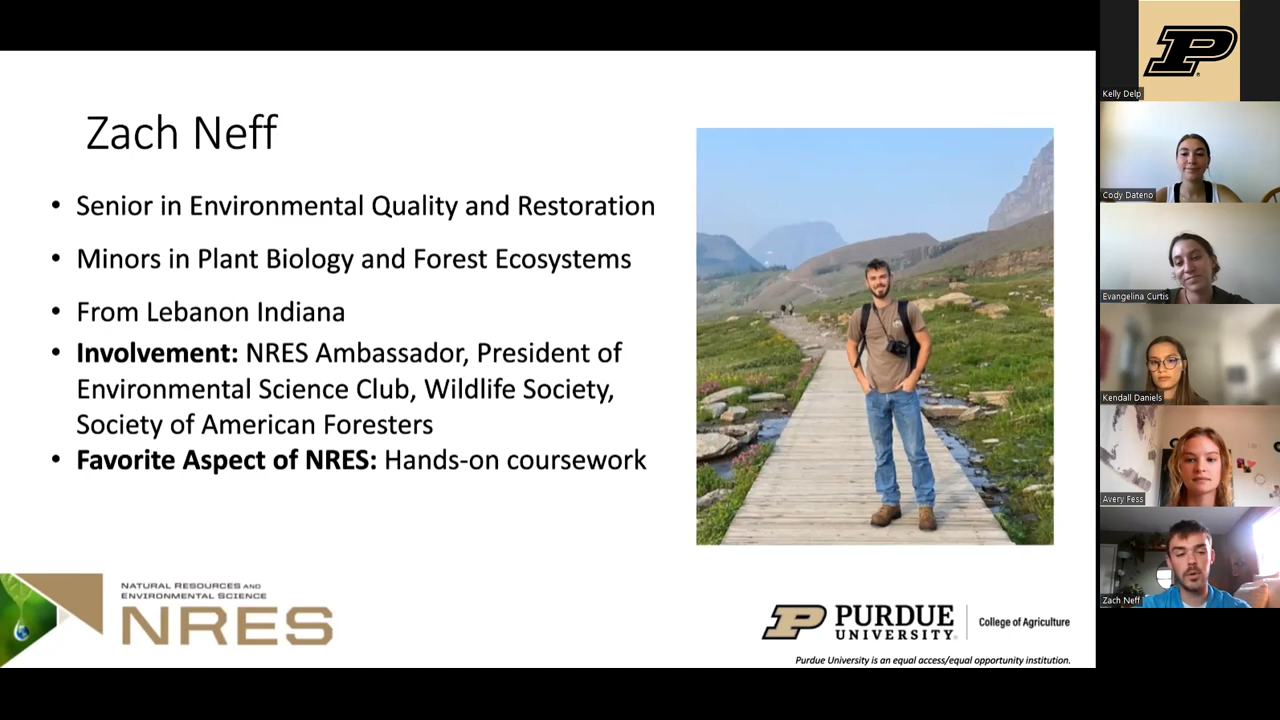 Zach Neff
• Senior in Environmental Quality and Restoration
• Minors in Plant Biology and Forest Ecosystems
• From Lebanon Indiana
• Involvement: NRES Ambassador, President of
Environmental Science Club, Wildlife Society,
Society of American Foresters
• Favorite Aspect of NRES: Hands-on coursework
NATURAL RESOURCES AND
ENVIRONMENTAL SCIENCE
NRES
P PURDUE
UNIVERSITY®
College of Agriculture
Purdue University is an equal access/equal opportunity institution.
P
Kelly Delp
Cody Dateno
Evangelina Curtis
Kendall Daniels
Avery Fess
Zach Neff